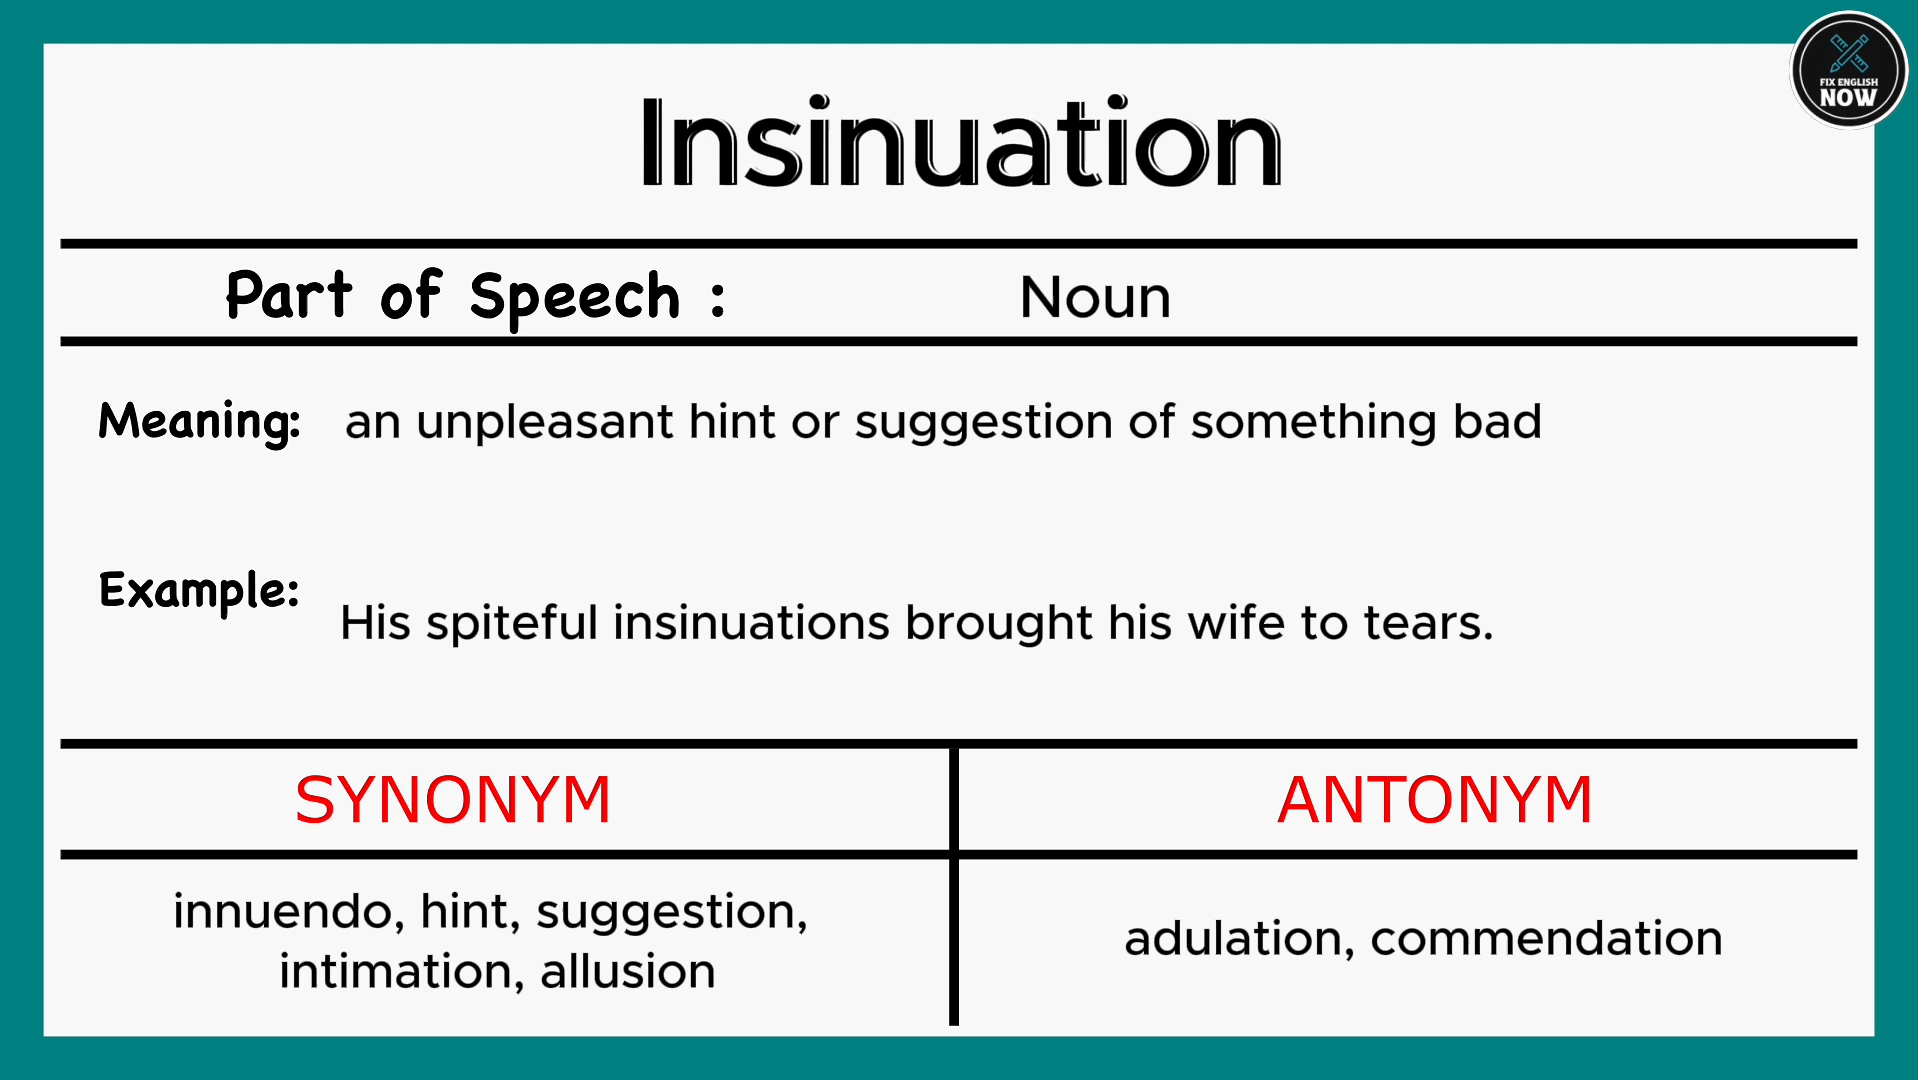 FIX ENGLISH
NOW
Insinuation
Part of Speech : Noun
Meaning: an unpleasant hint or suggestion of something bad
Example: His spiteful insinuations brought his wife to tears.
SYNONYM ANTONYM
innuendo, hint, suggestion,
intimation, allusion
adulation, commendation